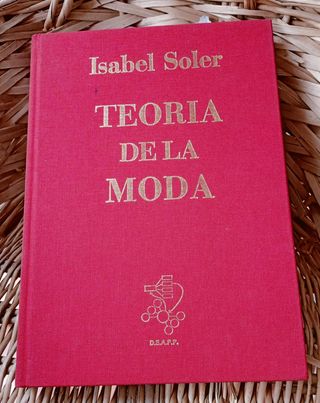 Isabel Soler
TEORIA
DE LA
MODA
D.E.A.P.P.